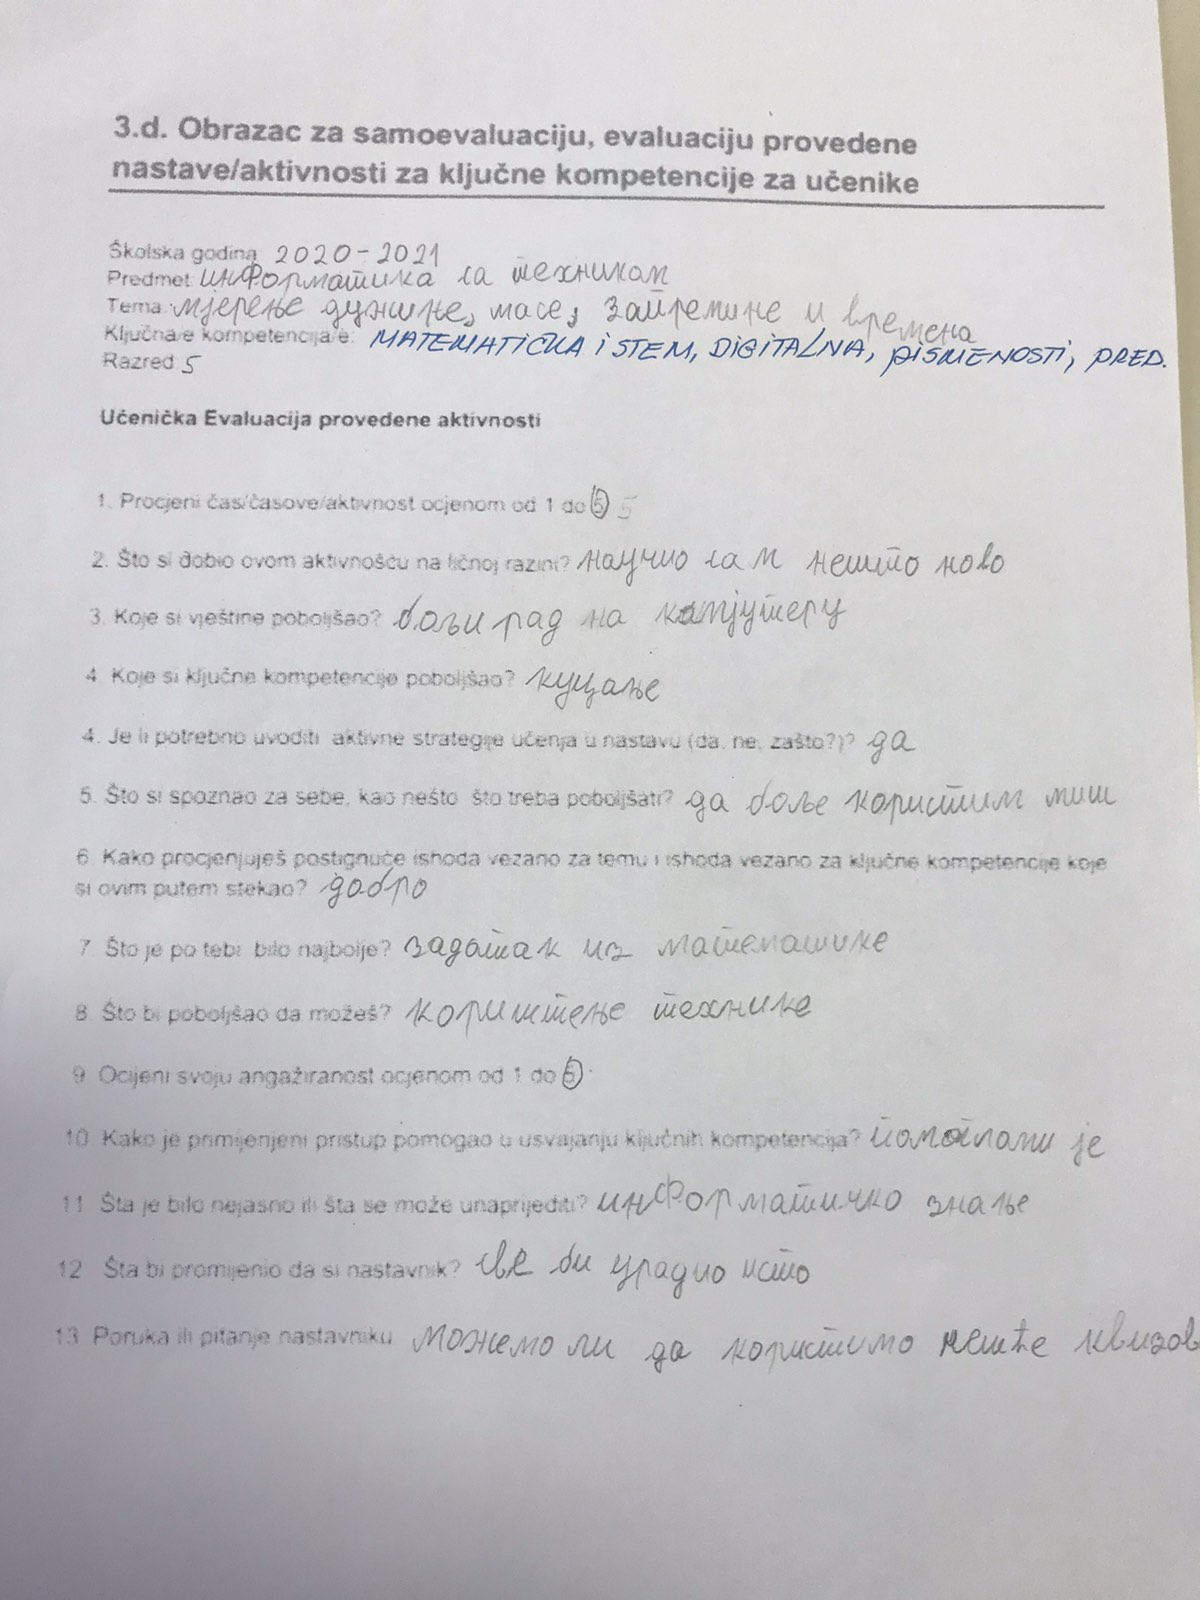 3.d. Obrazac za samoevaluaciju, evaluaciju provedene
nastave/aktivnosti za ključne kompetencije za učenike
Školska godina: 2020-2021
Predmet: информатика са техником
Tema: мјерење дужине, масе, запремине и времена
Ključna/e kompetencija/e: MATEMATIČKA I STEM, DIGITALNA, PISMENOSTI, PRED.
Razred 5
Učenička Evaluacija provedene aktivnosti
1. Procjeni čas/časove/aktivnost ocjenom od 1 do 5 5
2. Što si dobio ovom aktivnošću na ličnoj razini? научио сам нешто ново
3. Koje si vještine poboljšao? бољи рад на компјутеру
4. Koje si ključne kompetencije poboljšao? куцање
4. Je li potrebno uvoditi aktivne strategije učenja u nastavu (da, ne, zašto?)? да
5. Što si spoznao za sebe, kao nešto što treba poboljšati? да боље користим миш
6. Kako procjenjuješ postignuće ishoda vezano za temu i ishoda vezano za ključne kompetencije koje
si ovim putem stekao? добро
7. Što je po tebi bilo najbolje? задатак из математике
8. Što bi poboljšao da možeš? кориштење технике
9. Ocijeni svoju angažiranost ocjenom od 1 do 5
10. Kako je primijenjeni pristup pomogao u usvajanju ključnih kompetencija? је
11. Šta je bilo nejasno ili šta se može unaprijediti? информатичко знање
12. Šta bi promijenio da si nastavnik? све би урадио исто
13. Poruka ili pitanje nastavniku можемо ли да користимо квизов